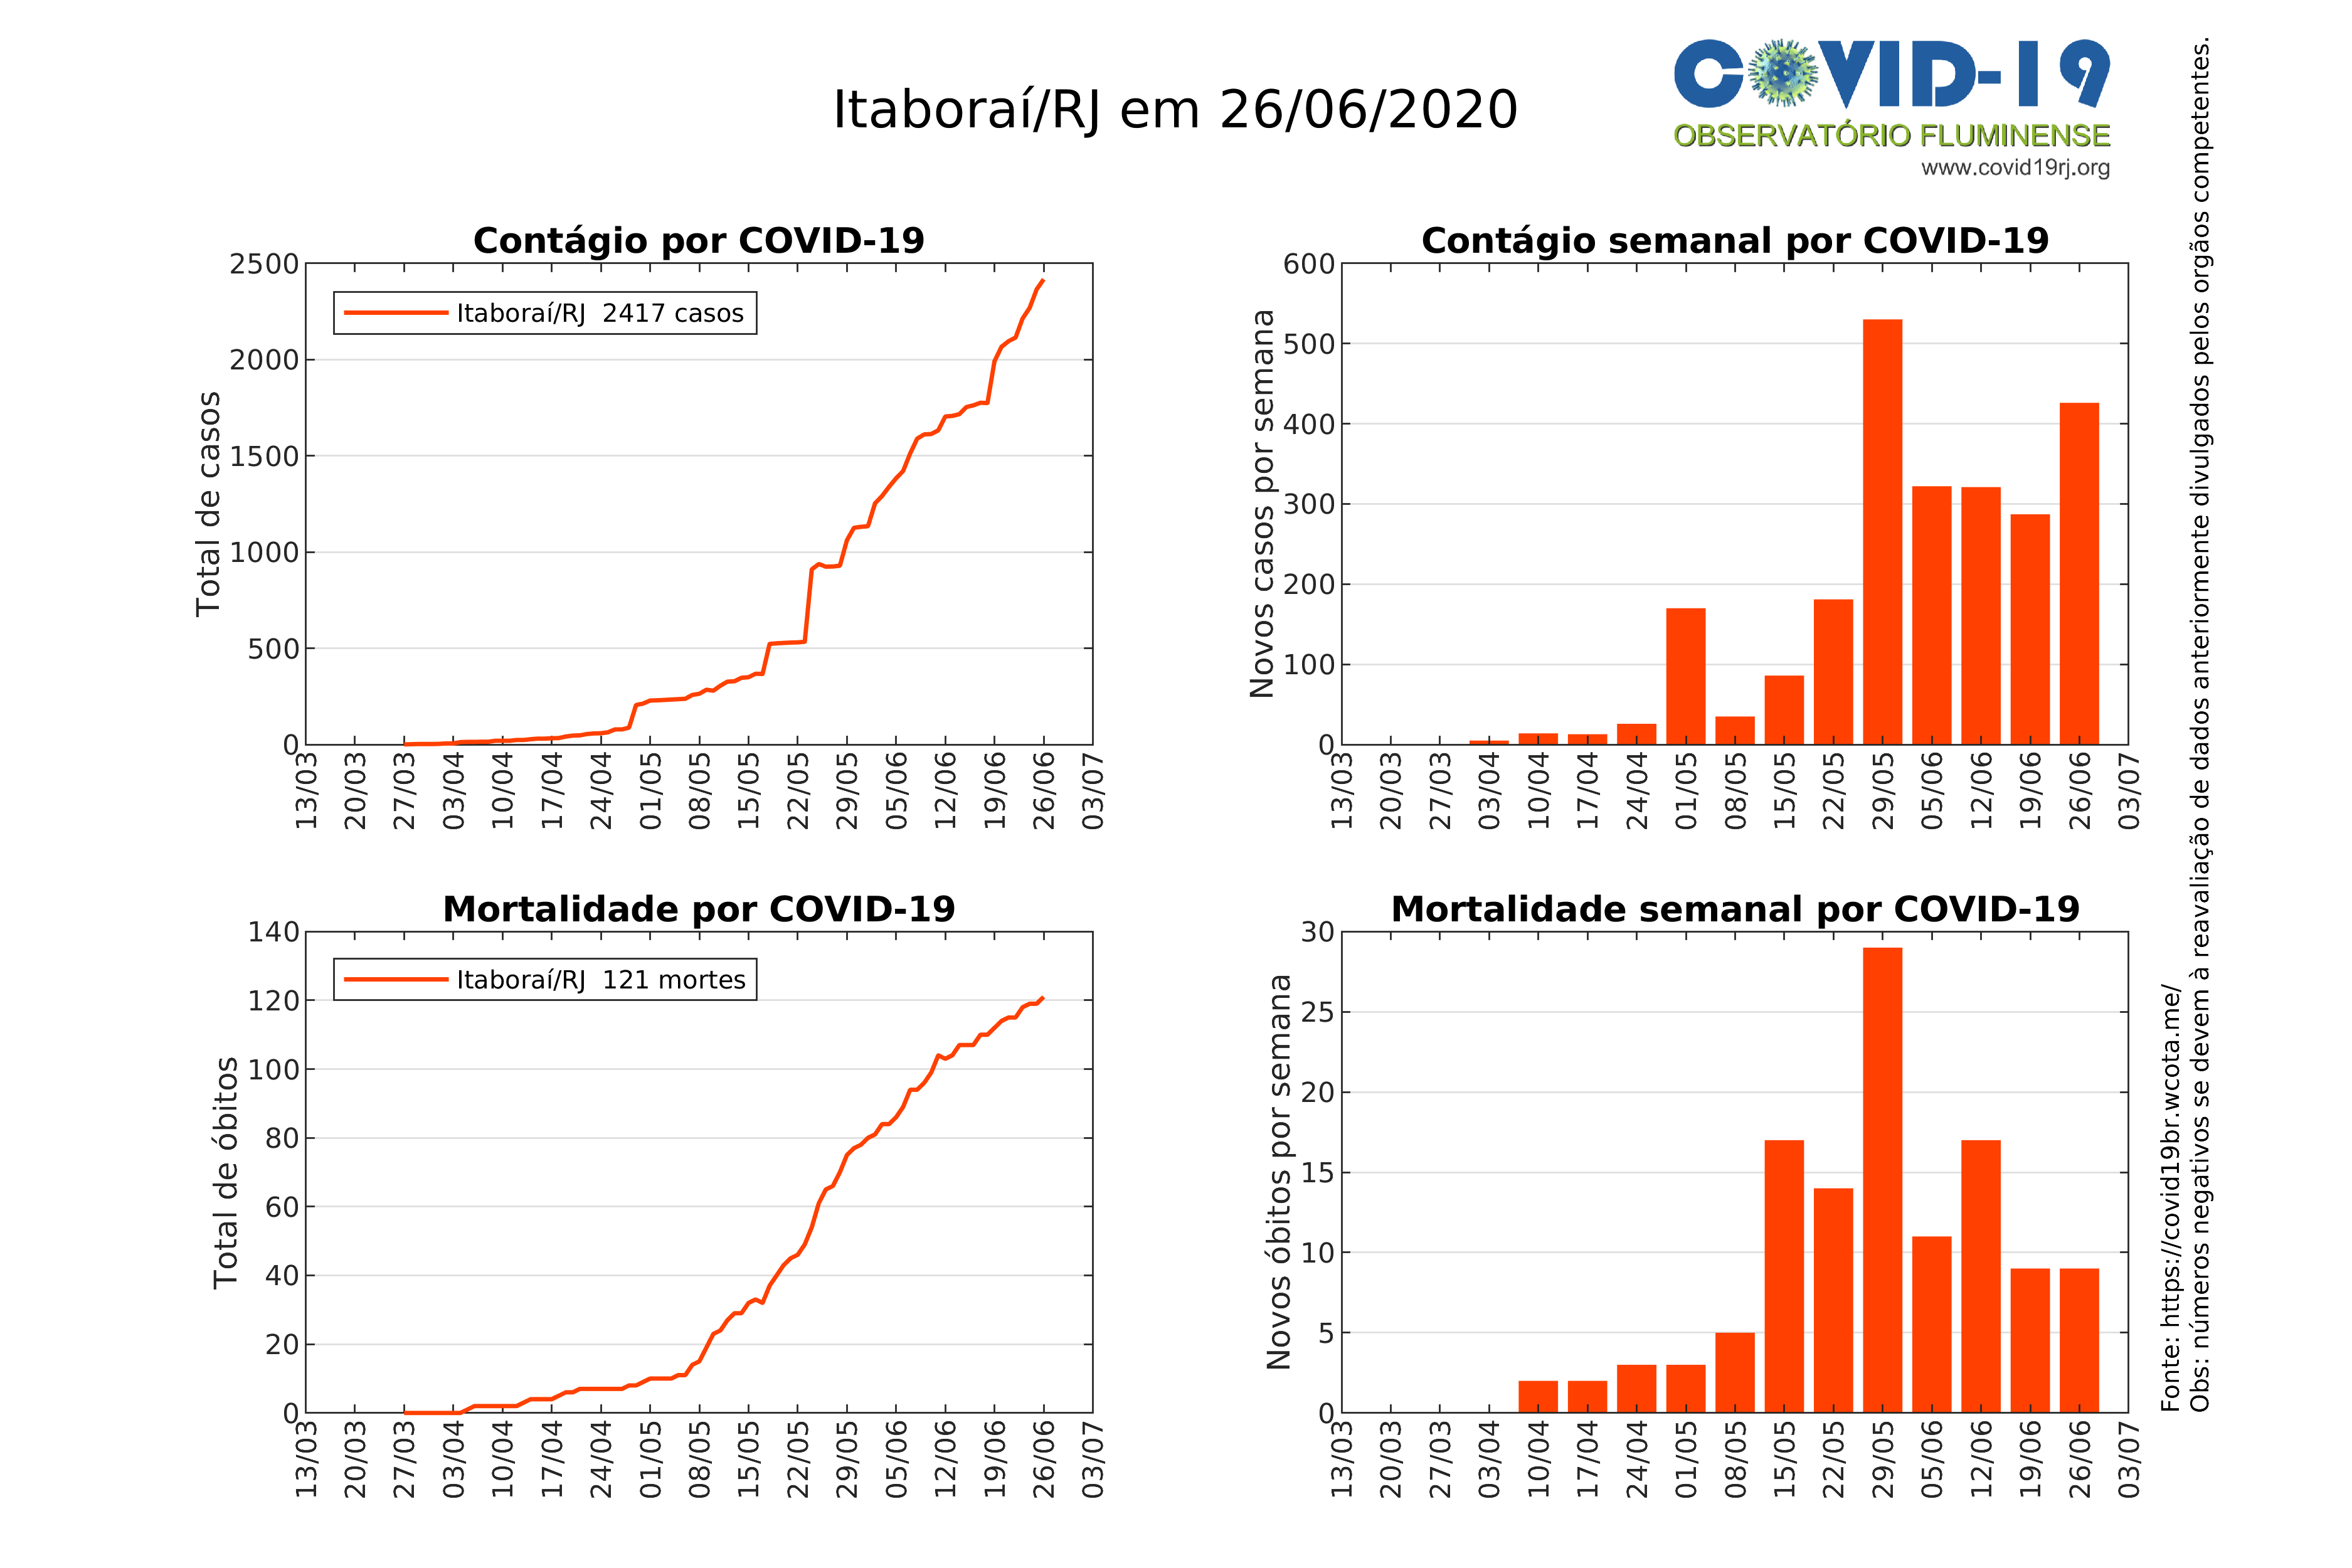 Itaboraí/RJ em 26/06/2020
COVID-19
OBSERVATÓRIO FLUMINENSE
www.covid19rj.org
Contágio por COVID-19
Total de casos
2500
2000
1500
1000
500
0
Itaboraí/RJ 2417 casos
13/03 20/03 27/03 03/04 10/04 17/04 24/04 01/05 08/05 15/05 22/05 29/05 05/06 12/06 19/06 26/06 03/07
Contágio semanal por COVID-19
Novos casos por semana
600
500
400
300
200
100
0
13/03 20/03 27/03 03/04 10/04 17/04 24/04 01/05 08/05 15/05 22/05 29/05 05/06 12/06 19/06 26/06 03/07
Mortalidade por COVID-19
Total de óbitos
140
120
100
80
60
40
20
0
Itaboraí/RJ 121 mortes
13/03 20/03 27/03 03/04 10/04 17/04 24/04 01/05 08/05 15/05 22/05 29/05 05/06 12/06 19/06 26/06 03/07
Mortalidade semanal por COVID-19
Novos óbitos por semana
30
25
20
15
10
5
0
13/03 20/03 27/03 03/04 10/04 17/04 24/04 01/05 08/05 15/05 22/05 29/05 05/06 12/06 19/06 26/06 03/07
Fonte: https://covid19br.wcota.me/
Obs: números negativos se devem à reavaliação de dados anteriormente divulgados pelos orgãos competentes.